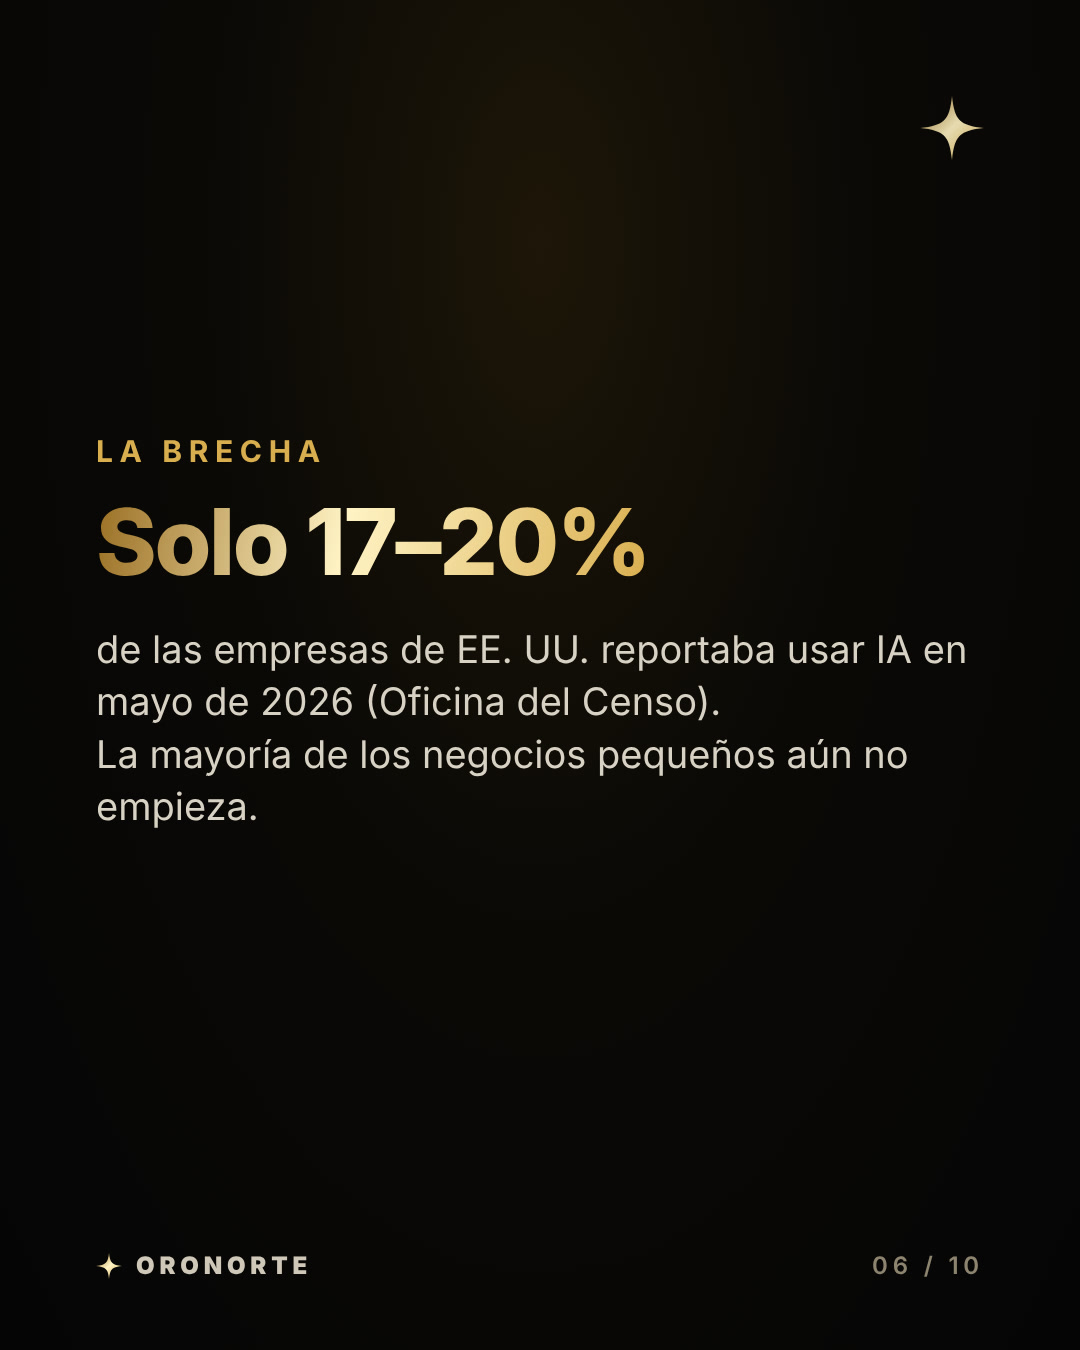 LA BRECHA
Solo 17–20%
de las empresas de EE. UU. reportaba usar IA en
mayo de 2026 (Oficina del Censo).
La mayoría de los negocios pequeños aún no
empieza.
ORONORTE
06 / 10